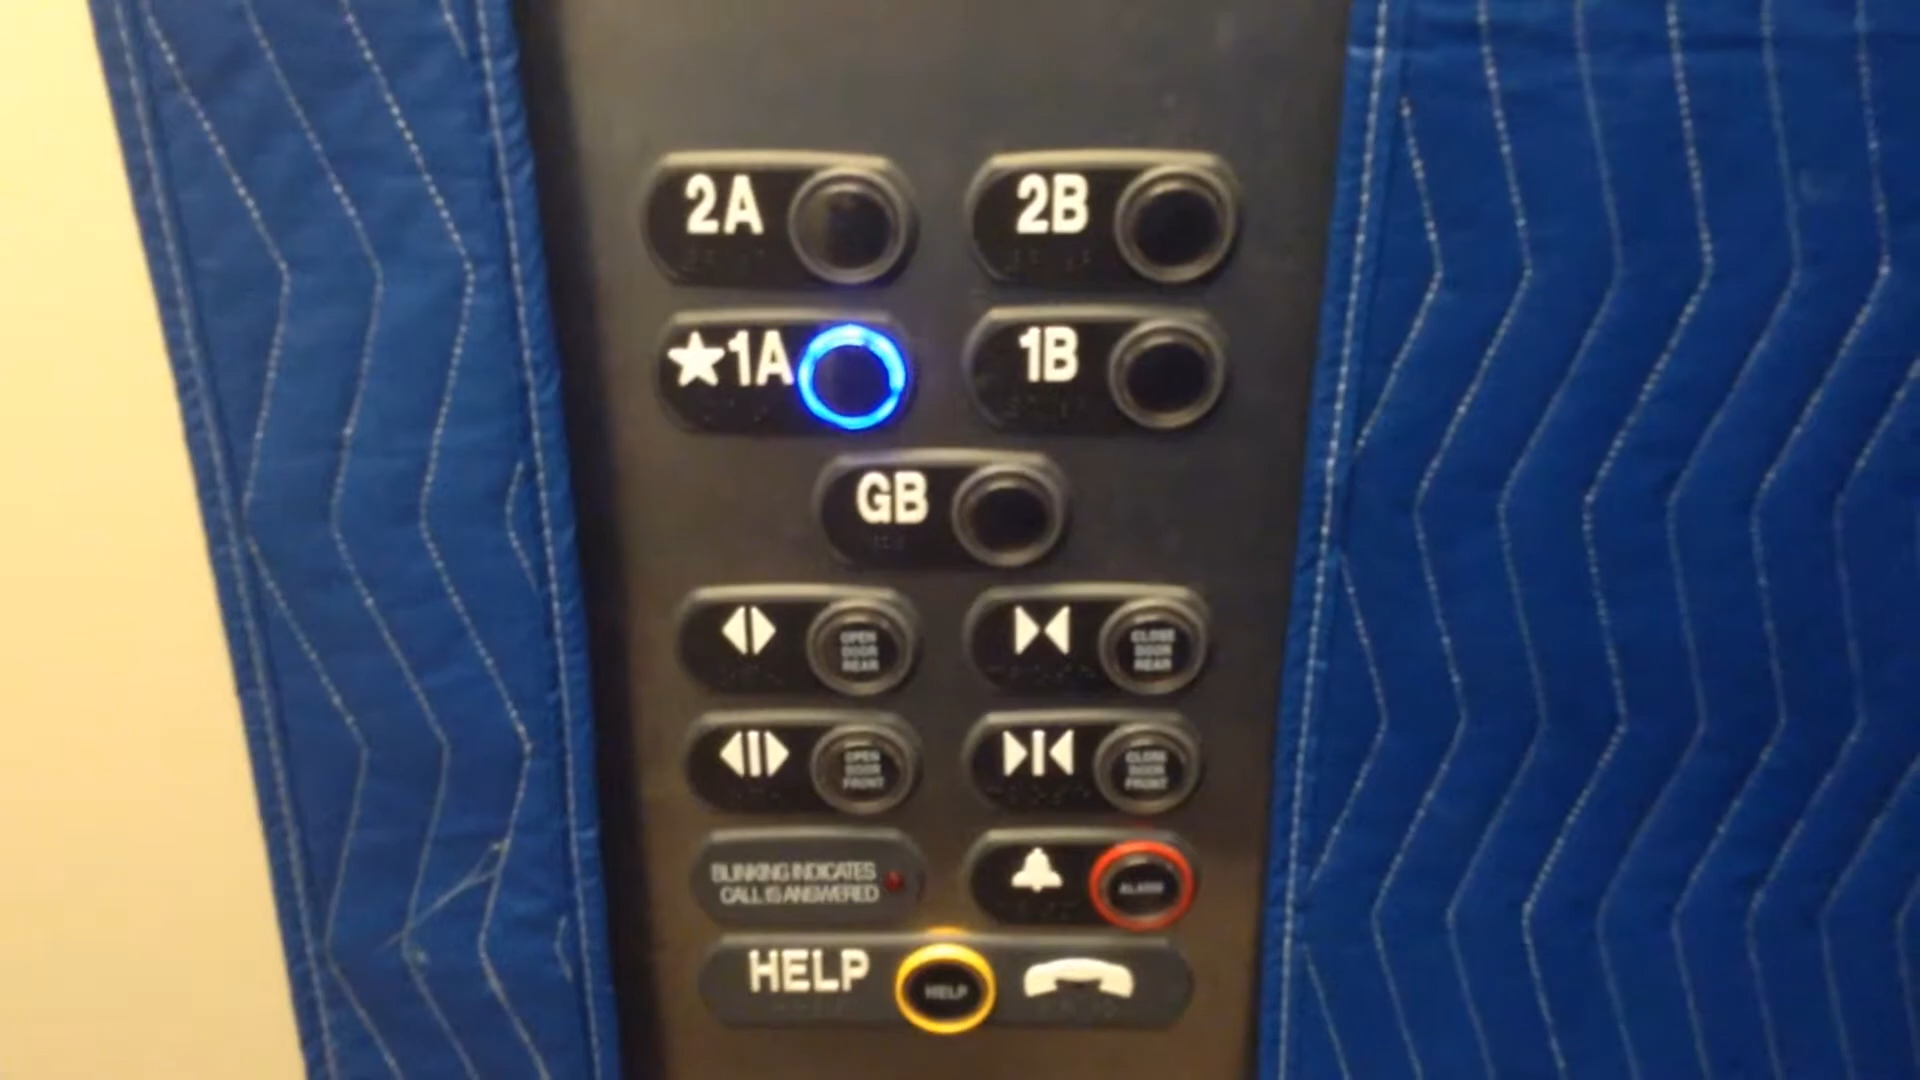 2A
2B
★1A
1B
GB
OPEN
DOOR
REAR
CLOSE
DOOR
REAR
OPEN
DOOR
FRONT
CLOSE
DOOR
FRONT
BLINKING INDICATES
CALL IS ANSWERED
ALARM
HELP
HELP